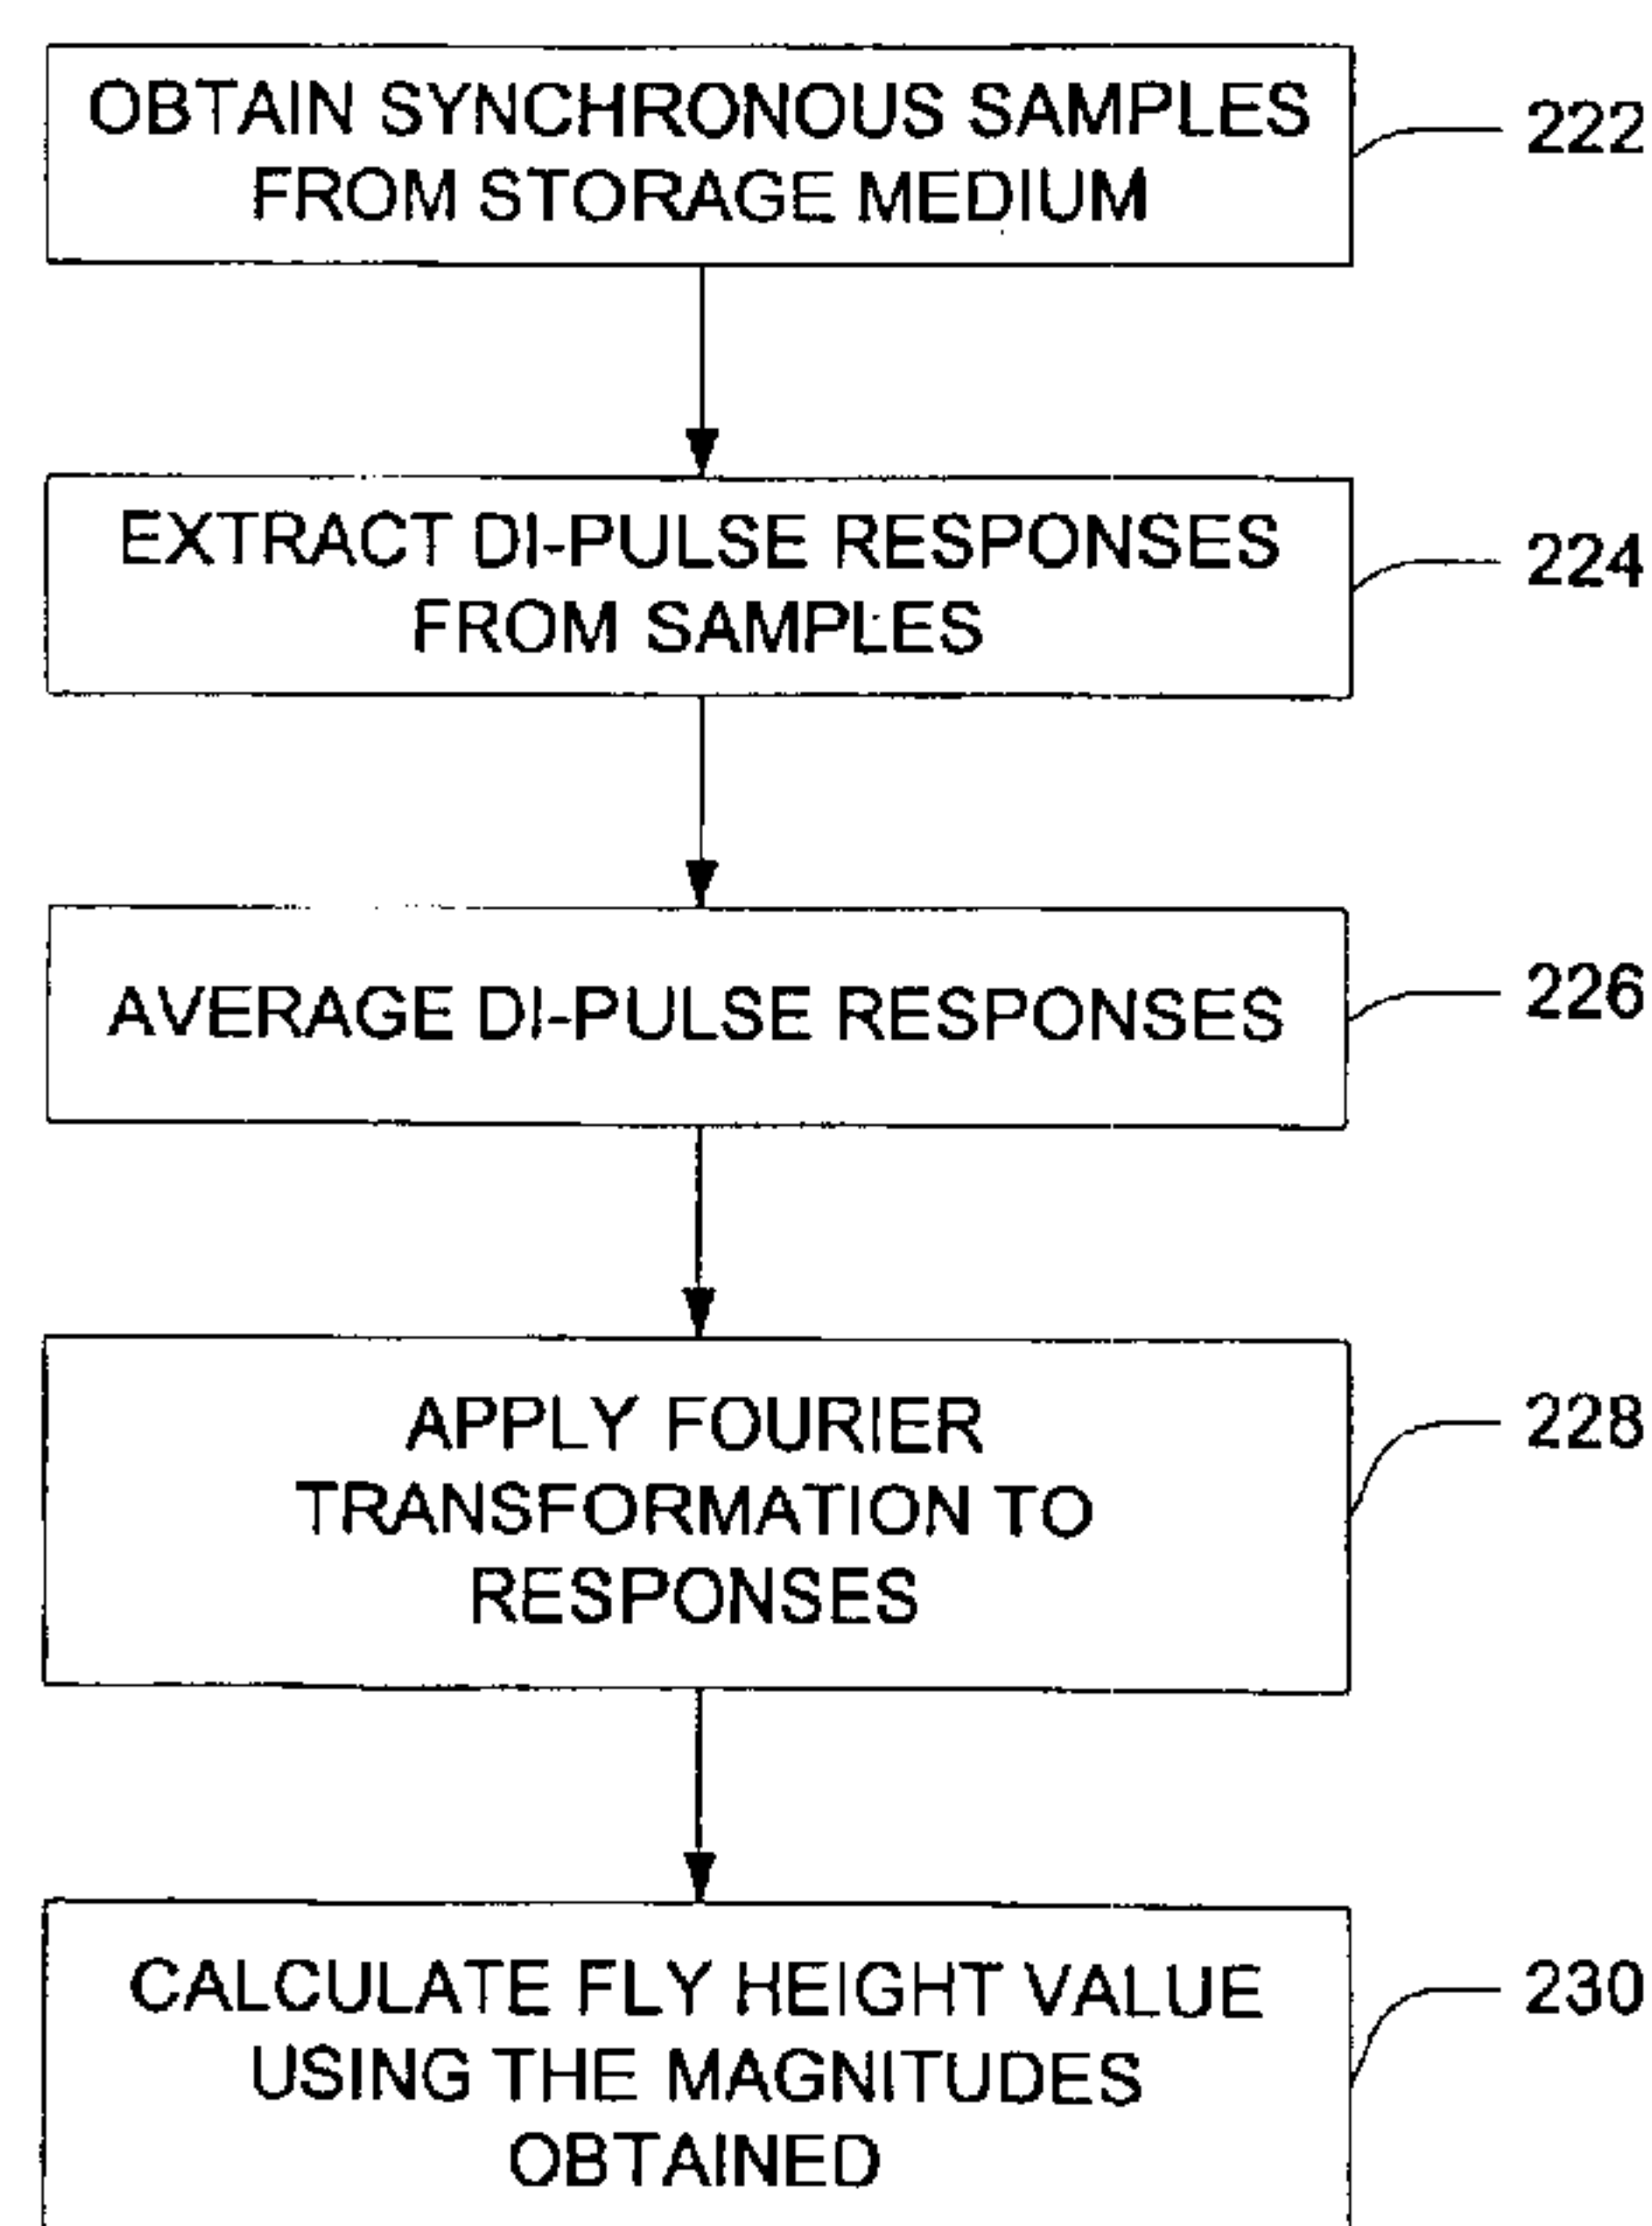 OBTAIN SYNCHRONOUS SAMPLES
FROM STORAGE MEDIUM
222
EXTRACT DI-PULSE RESPONSES
FROM SAMPLES
224
AVERAGE DI-PULSE RESPONSES
226
APPLY FOURIER
TRANSFORMATION TO
RESPONSES
228
CALCULATE FLY HEIGHT VALUE
USING THE MAGNITUDES
OBTAINED
230